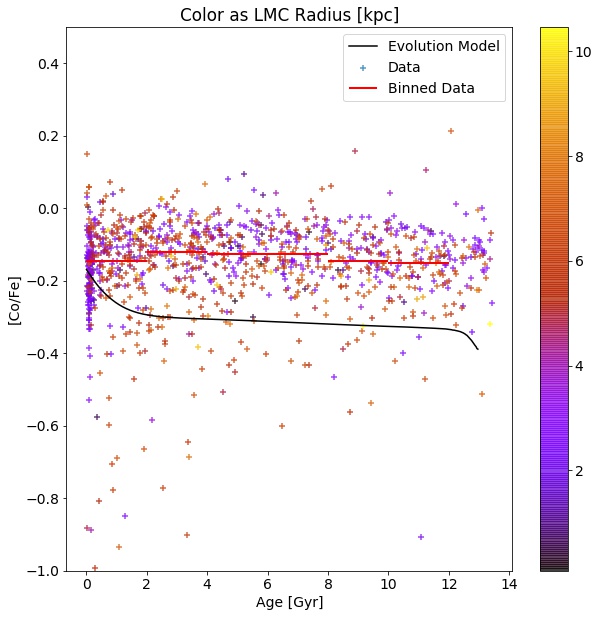 Color as LMC Radius [kpc]
Evolution Model
Data
Binned Data
[Co/Fe]
0.4
0.2
0.0
−0.2
−0.4
−0.6
−0.8
−1.0
0 2 4 6 8 10 12 14
Age [Gyr]
10
8
6
4
2